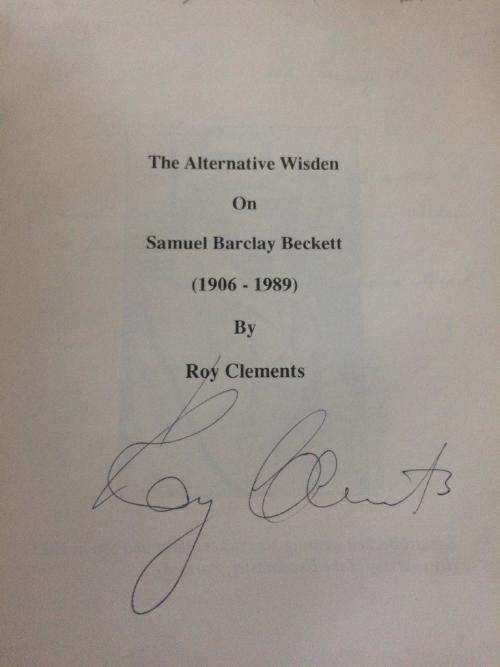 The Alternative Wisden
On
Samuel Barclay Beckett
(1906 - 1989)
By
Roy Clements
Roy Clements